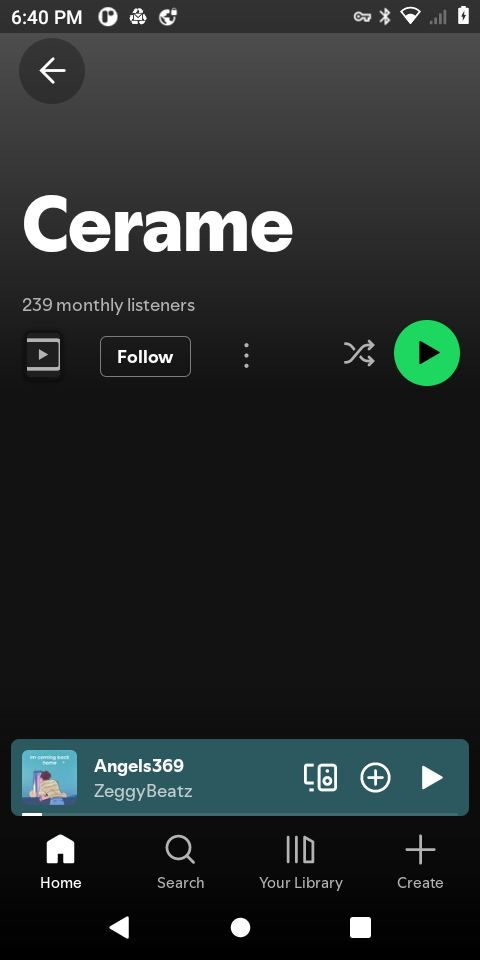 6:40 PM
Cerame
239 monthly listeners
Follow
im coming back
home
Angels369
ZeggyBeatz
Home
Search
Your Library
Create